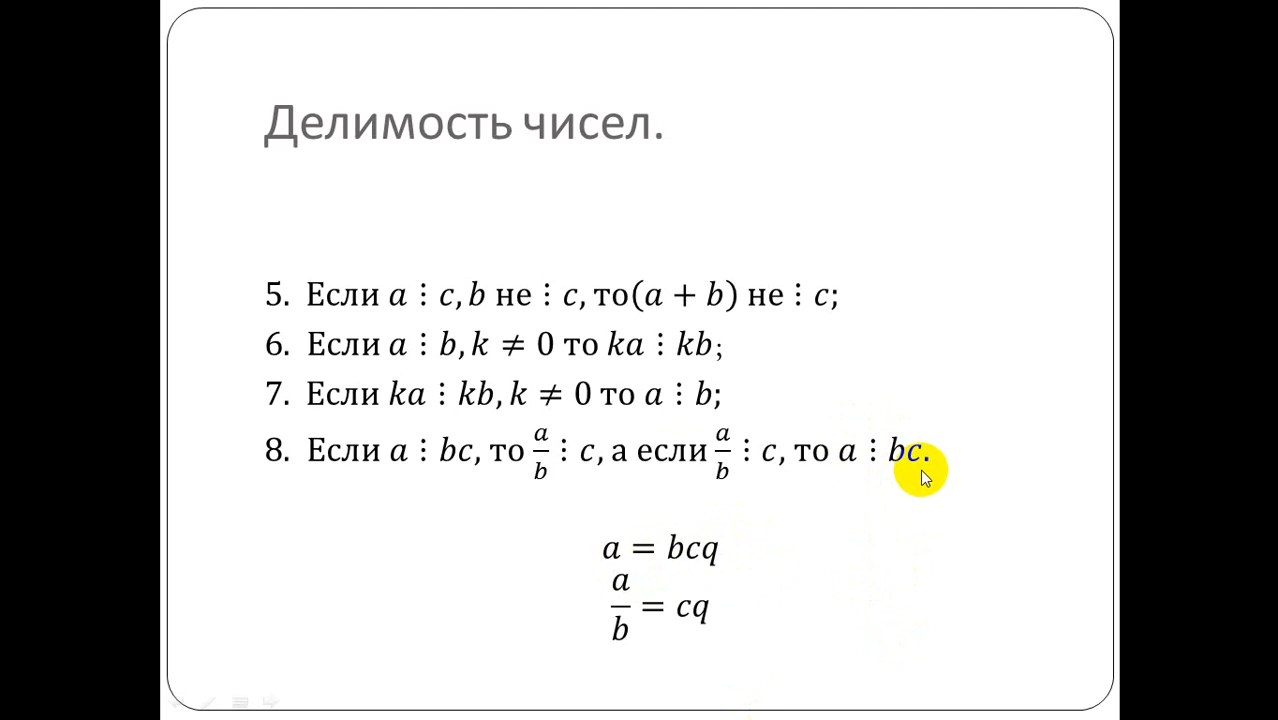 Делимость чисел.
5. Если a ⋮ c, b не ⋮ c, то(a + b) не ⋮ c;
6. Если a ⋮ b, k ≠ 0 то ka ⋮ kb;
7. Если ka ⋮ kb, k ≠ 0 то a ⋮ b;
8. Если a ⋮ bc, то a/b ⋮ c, а если a/b ⋮ c, то a ⋮ bc.
a = bcq
a/b = cq